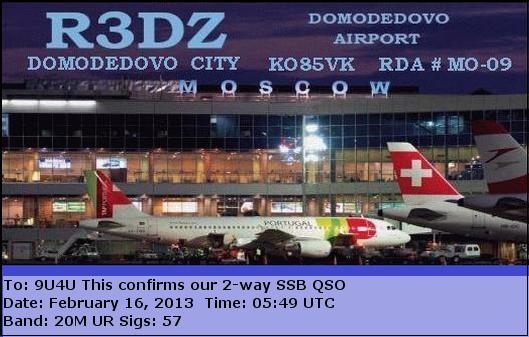 R3DZ
DOMODEDOVO
AIRPORT
DOMODEDOVO CITY KO85VK RDA # MO-09
MOSCOW
PORTUGAL
To: 9U4U This confirms our 2-way SSB QSO
Date: February 16, 2013 Time: 05:49 UTC
Band: 20M UR Sigs: 57